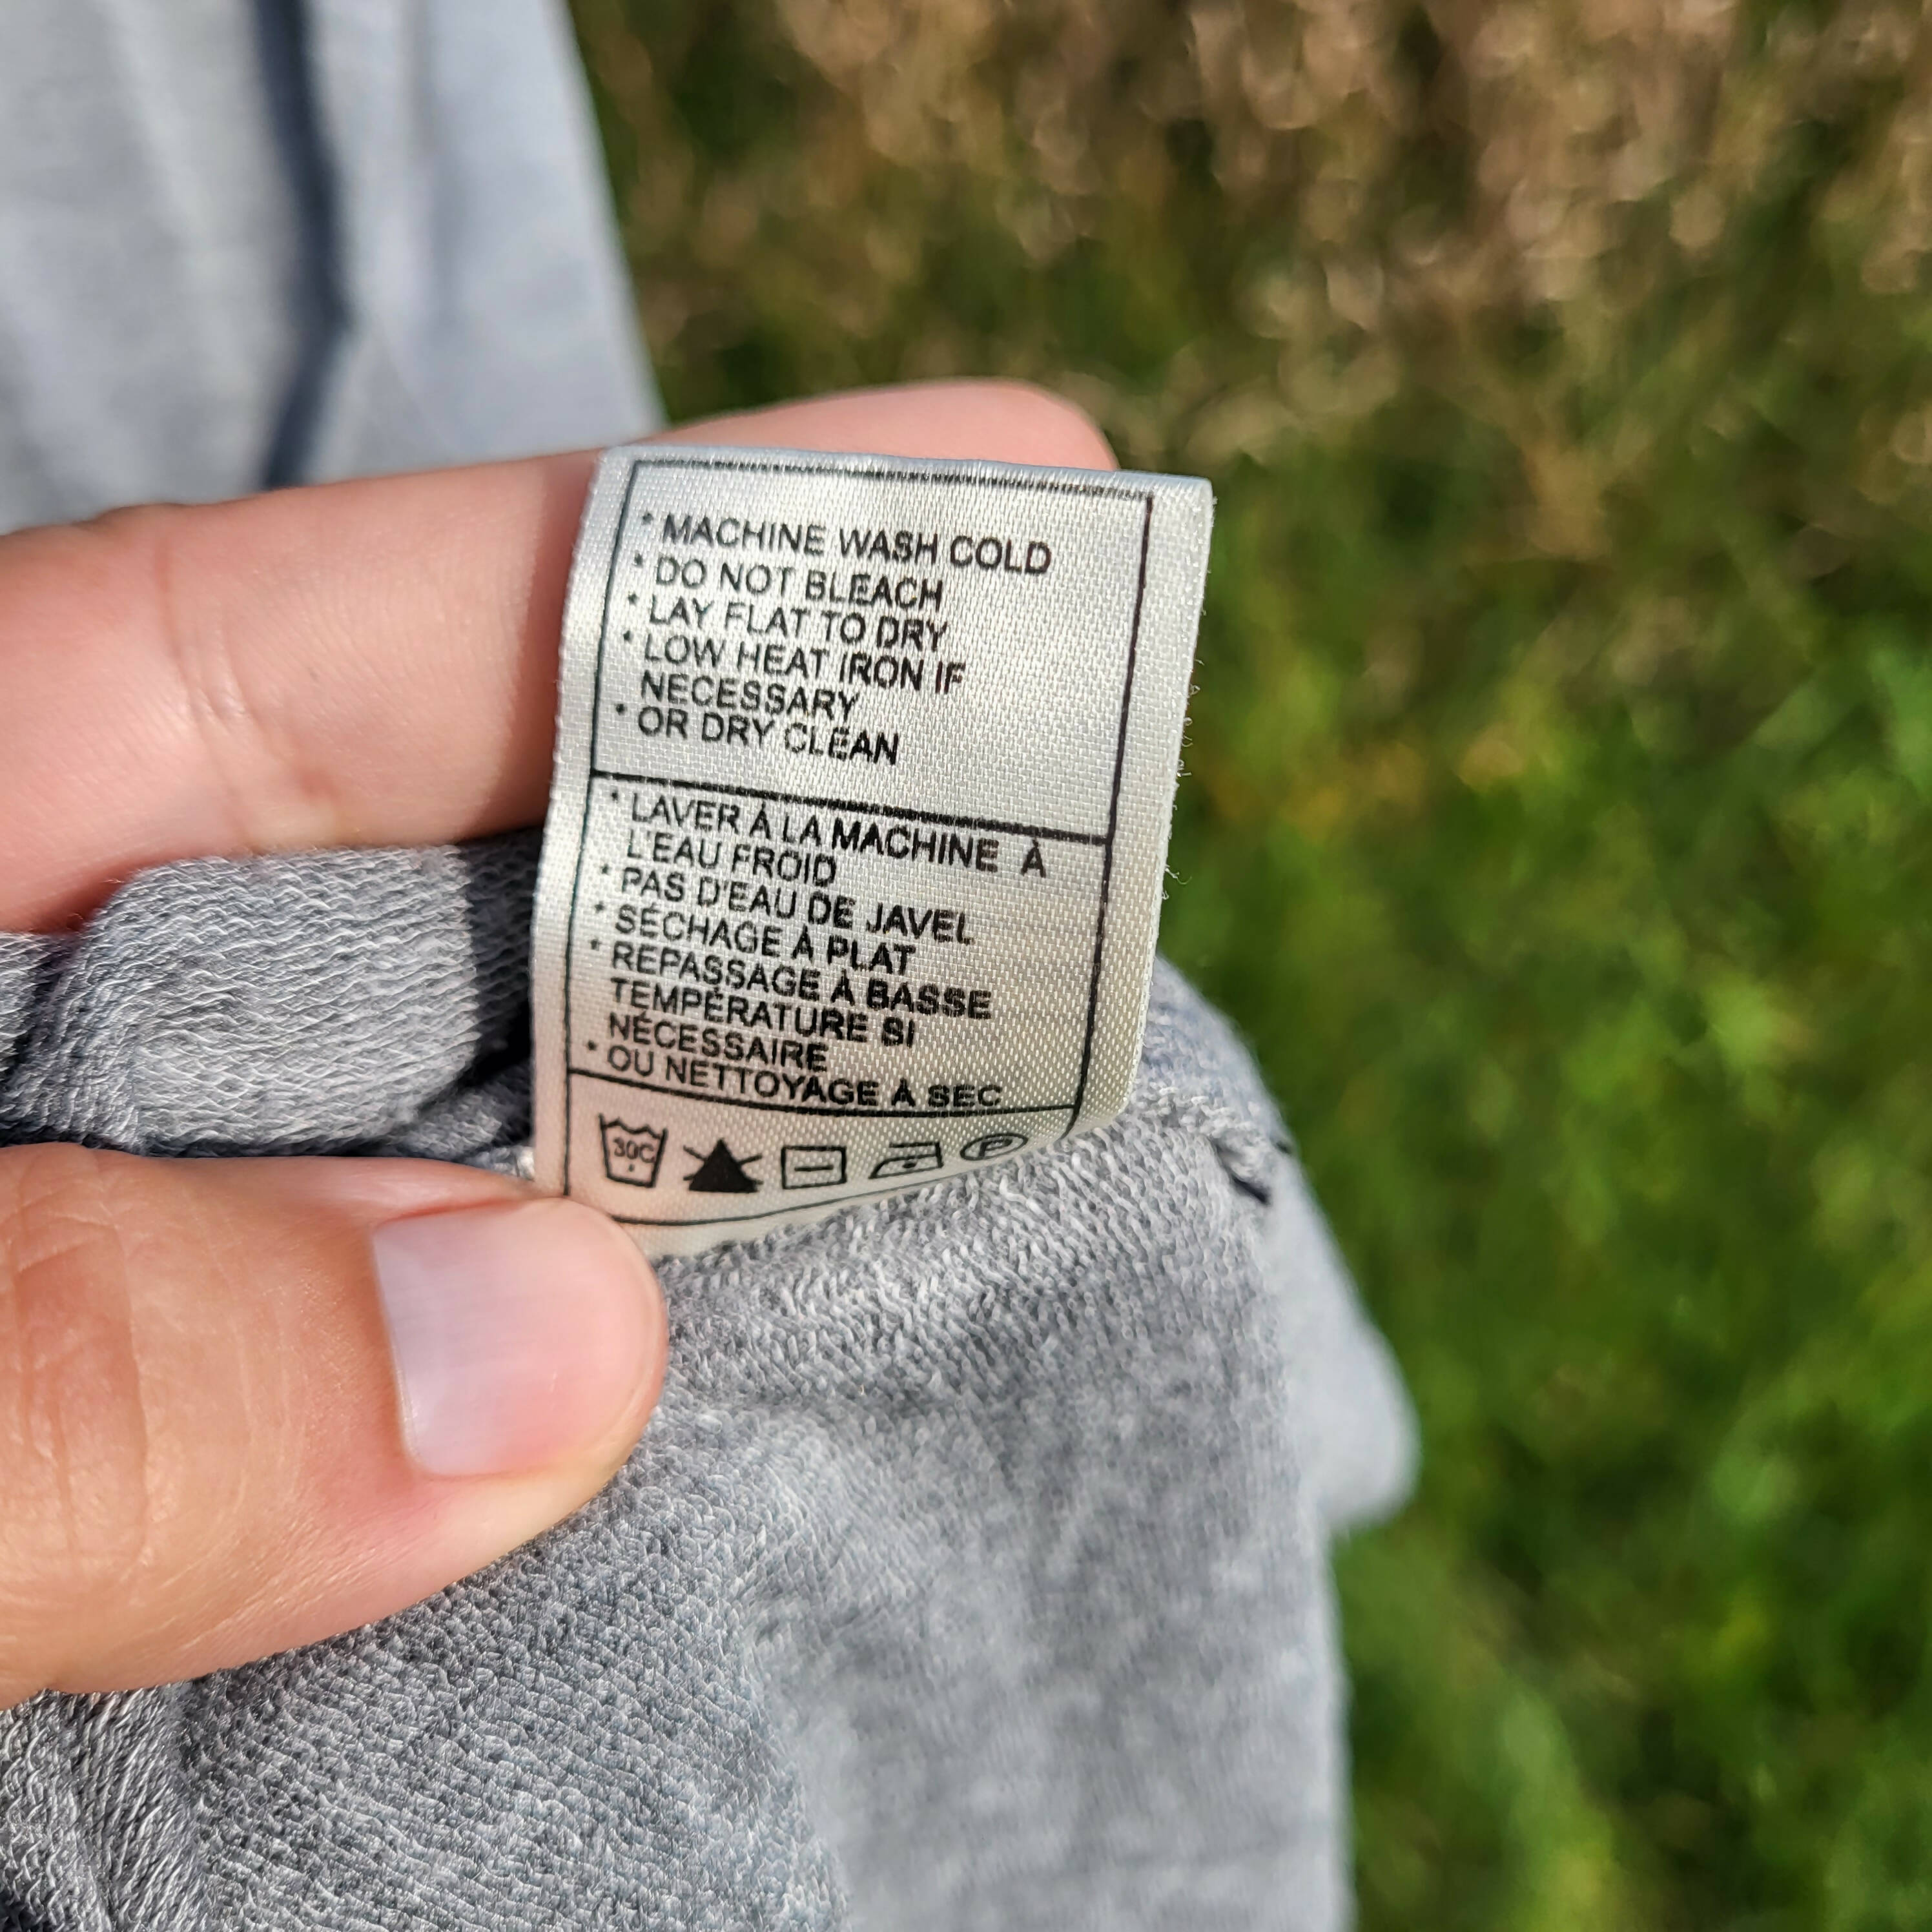 * MACHINE WASH COLD
* DO NOT BLEACH
* LAY FLAT TO DRY
* LOW HEAT IRON IF
NECESSARY
* OR DRY CLEAN
* LAVER À LA MACHINE À
L'EAU FROID
* PAS D'EAU DE JAVEL
* SÉCHAGE À PLAT
* REPASSAGE À BASSE
TEMPÉRATURE SI
NÉCESSAIRE
* OU NETTOYAGE À SEC
30C P